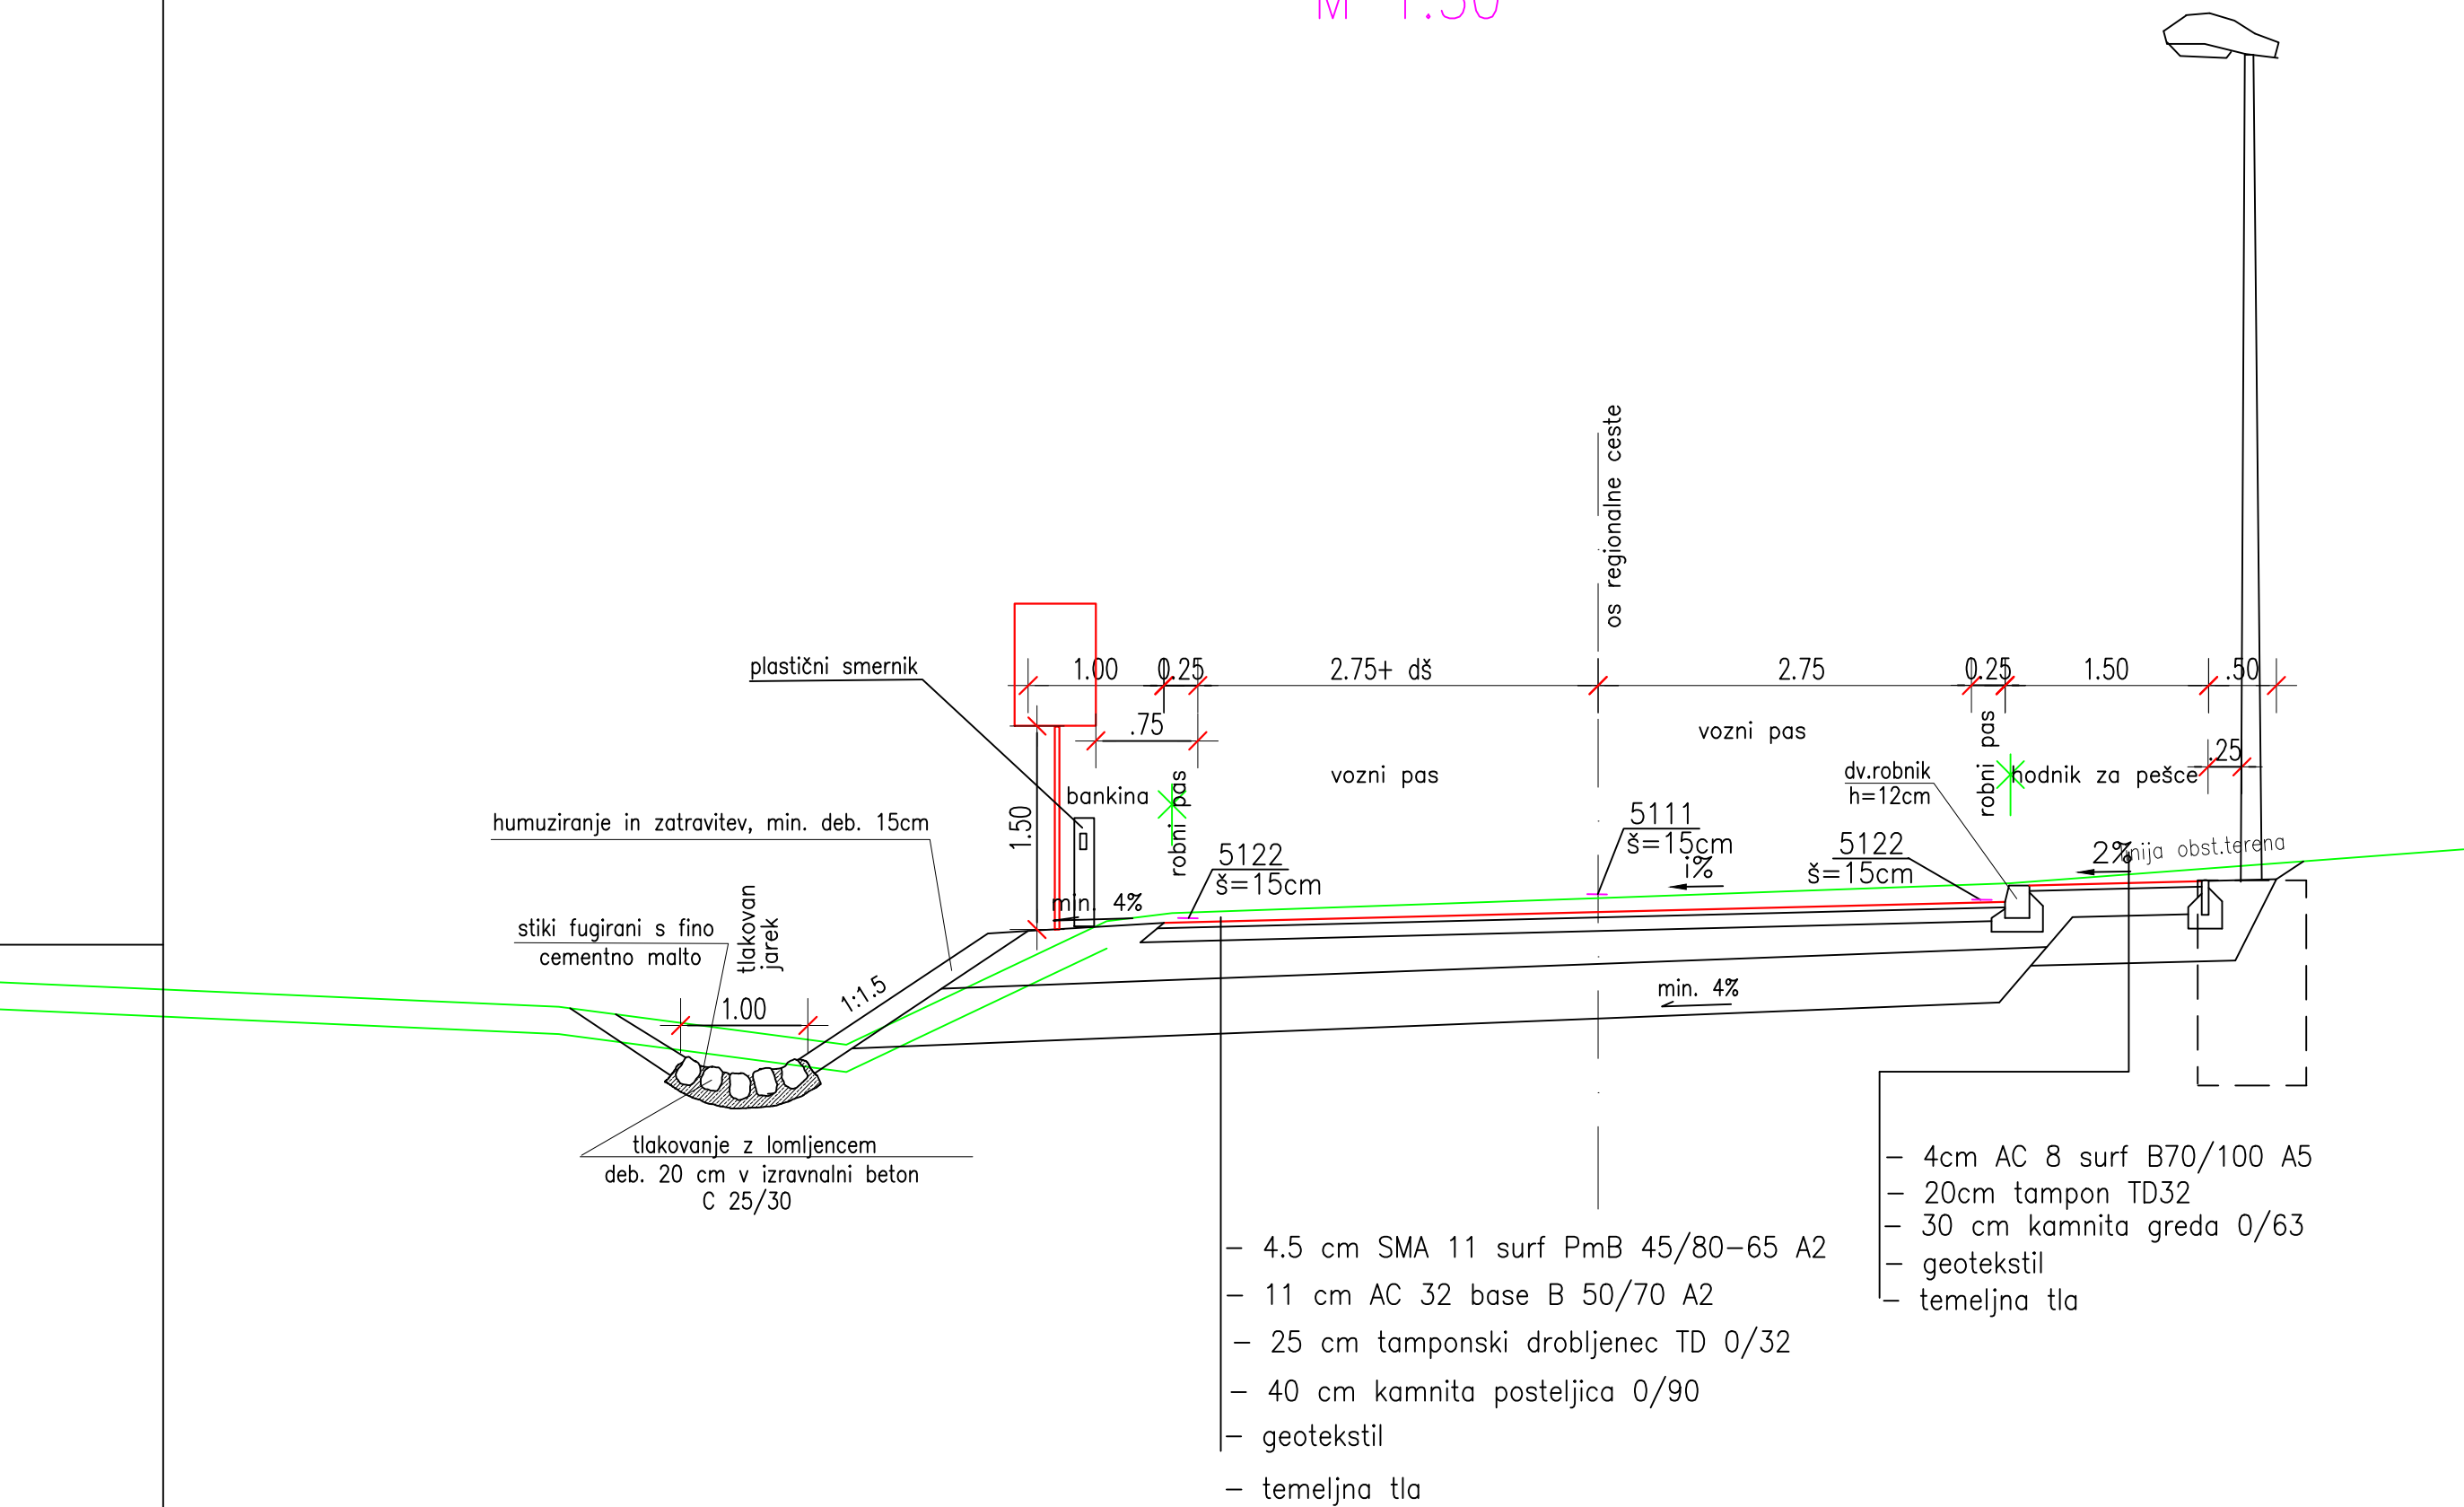 M 1:50
os regionalne ceste
plastični smernik
1.00
0.25
2.75+ dš
2.75
0.25
1.50
.50
.75
.25
vozni pas
vozni pas
bankina
robni pas
robni pas
hodnik za pešce
dv.robnik
h=12cm
1.50
humuziranje in zatravitev, min. deb. 15cm
5111
š=15cm
i%
5122
š=15cm
5122
š=15cm
2%
obst.terena
min. 4%
stiki fugirani s fino
cementno malto
tlakovan
jarek
1:1.5
1.00
min. 4%
tlakovanje z lomljencem
deb. 20 cm v izravnalni beton
C 25/30
- 4cm AC 8 surf B70/100 A5
- 20cm tampon TD32
- 30 cm kamnita greda 0/63
- geotekstil
- temeljna tla
- 4.5 cm SMA 11 surf PmB 45/80-65 A2
- 11 cm AC 32 base B 50/70 A2
- 25 cm tamponski drobljenec TD 0/32
- 40 cm kamnita posteljica 0/90
- geotekstil
- temeljna tla